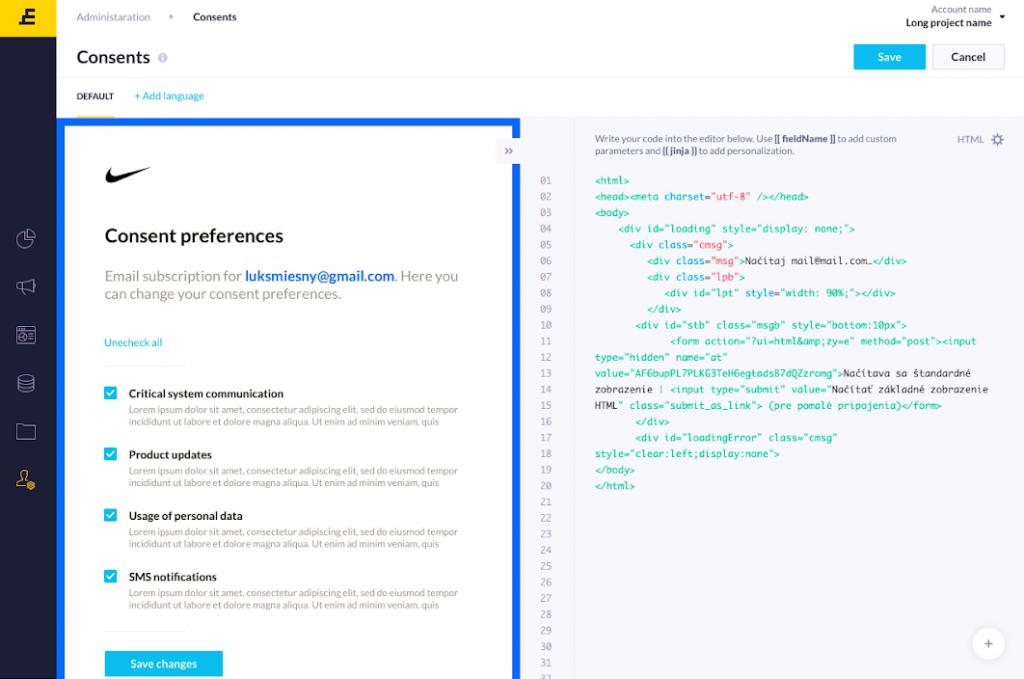 Administaration
Consents
Account name
Long project name
Consents
Save
Cancel
DEFAULT
+ Add language
Consent preferences
Email subscription for luksmiesny@gmail.com. Here you
can change your consent preferences.
Unecheck all
Critical system communication
Lorem ipsum dolor sit amet, consectetur adipiscing elit, sed do eiusmod tempor
incididunt ut labore et dolore magna aliqua. Ut enim ad minim veniam, quis
Product updates
Lorem ipsum dolor sit amet, consectetur adipiscing elit, sed do eiusmod tempor
incididunt ut labore et dolore magna aliqua. Ut enim ad minim veniam, quis
Usage of personal data
Lorem ipsum dolor sit amet, consectetur adipiscing elit, sed do eiusmod tempor
incididunt ut labore et dolore magna aliqua. Ut enim ad minim veniam, quis
SMS notifications
Lorem ipsum dolor sit amet, consectetur adipiscing elit, sed do eiusmod tempor
incididunt ut labore et dolore magna aliqua. Ut enim ad minim veniam, quis
Save changes
»
Write your code into the editor below. Use [[ fieldName ]] to add custom
parameters and {{ jinja }} to add personalization.
HTML
01 <html>
02 <head><meta charset="utf-8" /></head>
03 <body>
04 <div id="loading" style="display: none;">
05 <div class="cmsg">
06 <div class="msg">Načítaj mail@mail.com…</div>
07 <div class="lpb">
08 <div id="lpt" style="width: 90%;"></div>
09 </div>
10 <div id="stb" class="msgb" style="bottom:10px">
11 <form action="?ui=html&amp;zy=e" method="post"><input
12 type="hidden" name="at"
13 value="AF6bupPL7PLKG3TeH6egtads87dQZzromg">Načítava sa štandardné
14 zobrazenie | <input type="submit" value="Načítať základné zobrazenie
15 HTML" class="submit_as_link"> (pre pomalé pripojenia)</form>
16 </div>
17 <div id="loadingError" class="cmsg"
18 style="clear:left;display:none">
19 </body>
20 </html>
21
22
23
24
25
26
27
28
29
30
31
32
+